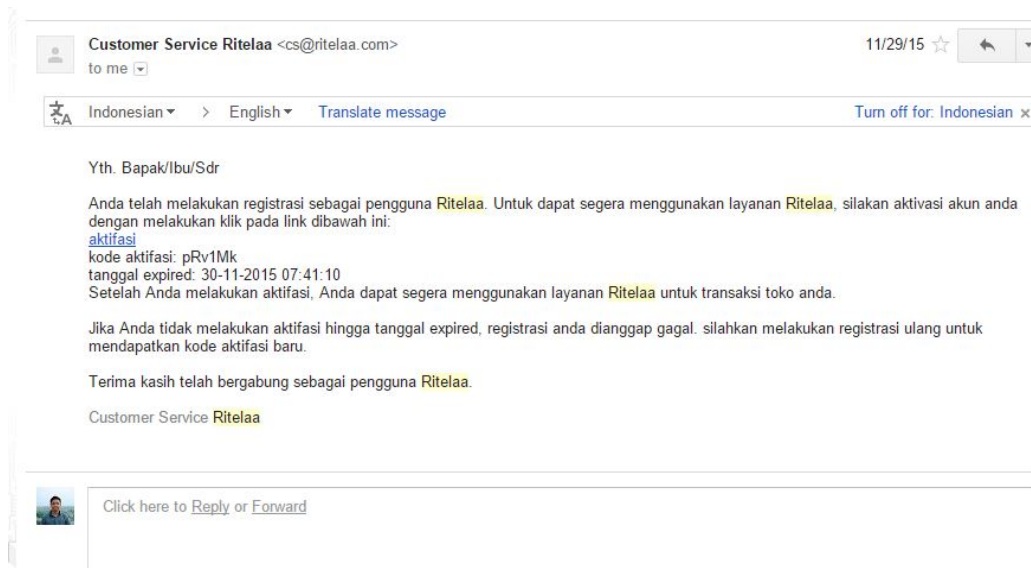 Customer Service Ritelaa <cs@ritelaa.com>
11/29/15
to me
Indonesian > English Translate message
Turn off for: Indonesian x
Yth. Bapak/Ibu/Sdr
Anda telah melakukan registrasi sebagai pengguna Ritelaa. Untuk dapat segera menggunakan layanan Ritelaa, silakan aktivasi akun anda
dengan melakukan klik pada link dibawah ini:
aktifasi
kode aktifasi: pRv1Mk
tanggal expired: 30-11-2015 07:41:10
Setelah Anda melakukan aktifasi, Anda dapat segera menggunakan layanan Ritelaa untuk transaksi toko anda.
Jika Anda tidak melakukan aktifasi hingga tanggal expired, registrasi anda dianggap gagal. silahkan melakukan registrasi ulang untuk
mendapatkan kode aktifasi baru.
Terima kasih telah bergabung sebagai pengguna Ritelaa.
Customer Service Ritelaa
Click here to Reply or Forward